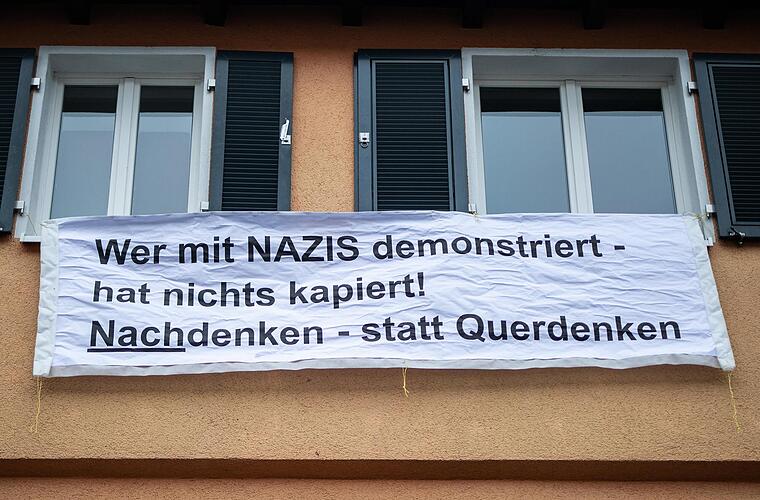 Wer mit NAZIS demonstriert -
hat nichts kapiert!
Nachdenken - statt Querdenken